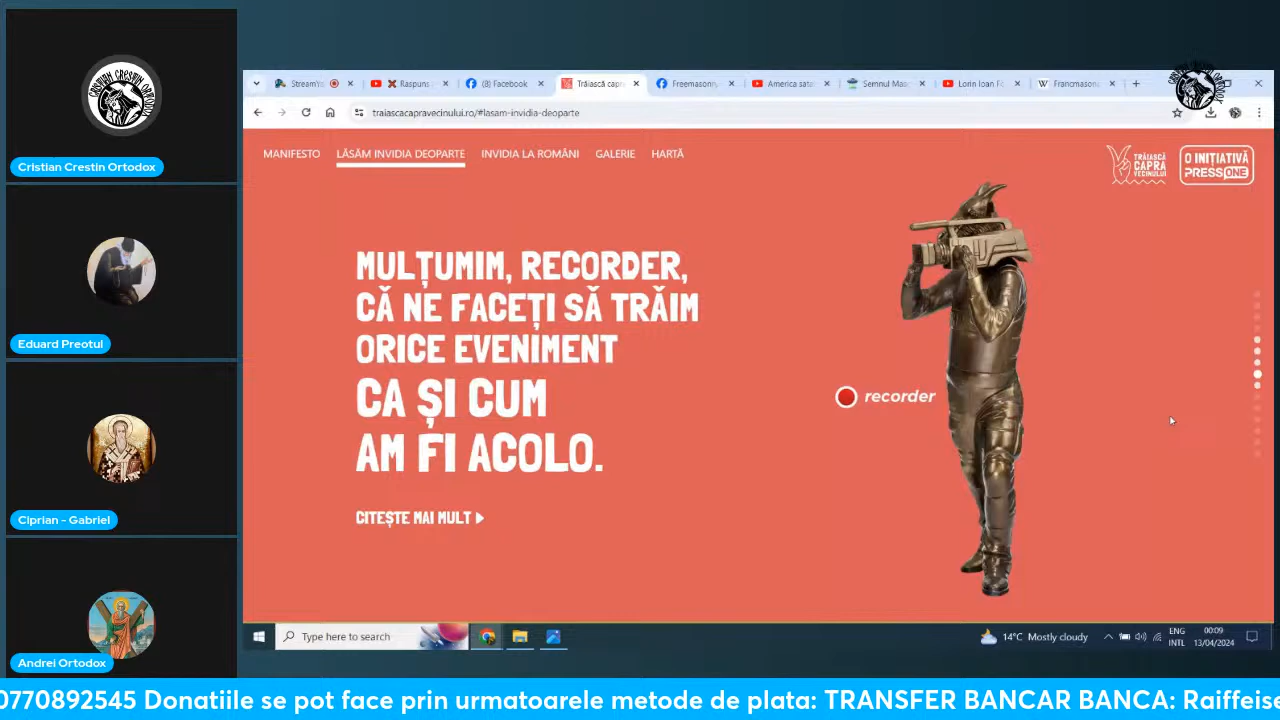 Cristian Crestin Ortodox
Eduard Preotul
Ciprian - Gabriel
Andrei Ortodox
StreamYa
Raspuns
(8) Facebook
Trăiască capr
Freemasonry
America sata
Semnul Mas
Lorin Ioan Fo
Francmasona
traiascacapravecinului.ro/#lasam-invidia-deoparte
MANIFESTO
LĂSĂM INVIDIA DEOPARTE
INVIDIA LA ROMÂNI
GALERIE
HARTĂ
TRĂIASCĂ
CAPRA
VECINULUI
O INIȚIATIVĂ
PRESSONE
MULȚUMIM, RECORDER,
CĂ NE FACEȚI SĂ TRĂIM
ORICE EVENIMENT
CA ȘI CUM
AM FI ACOLO.
CITEȘTE MAI MULT
recorder
Type here to search
14°C Mostly cloudy
ENG
INTL
00:09
13/04/2024
0770892545 Donatiile se pot face prin urmatoarele metode de plata: TRANSFER BANCAR BANCA: Raiffeise